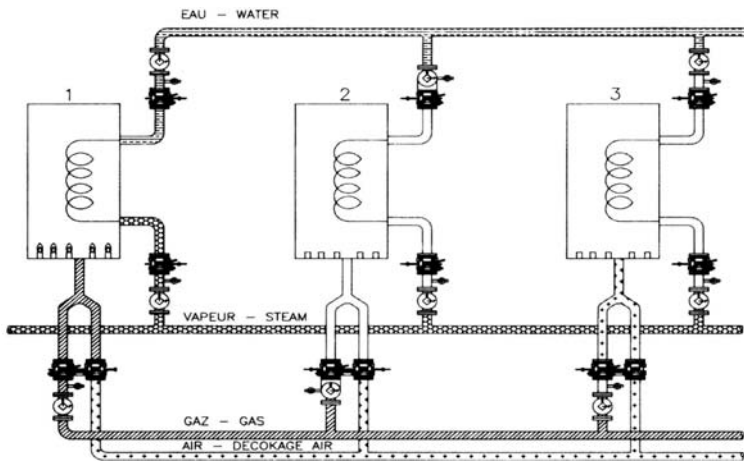 EAU - WATER
1
2
3
VAPEUR - STEAM
GAZ - GAS
AIR - DECOKAGE AIR